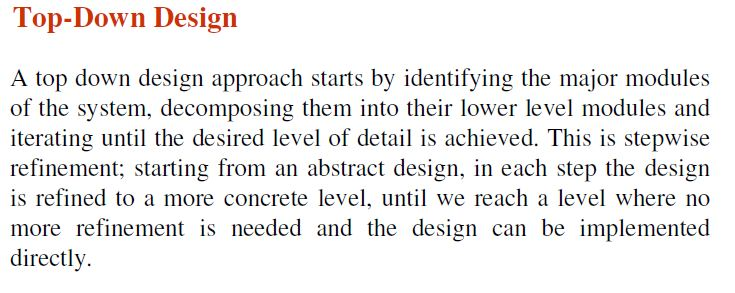 Top-Down Design
A top down design approach starts by identifying the major modules
of the system, decomposing them into their lower level modules and
iterating until the desired level of detail is achieved. This is stepwise
refinement; starting from an abstract design, in each step the design
is refined to a more concrete level, until we reach a level where no
more refinement is needed and the design can be implemented
directly.